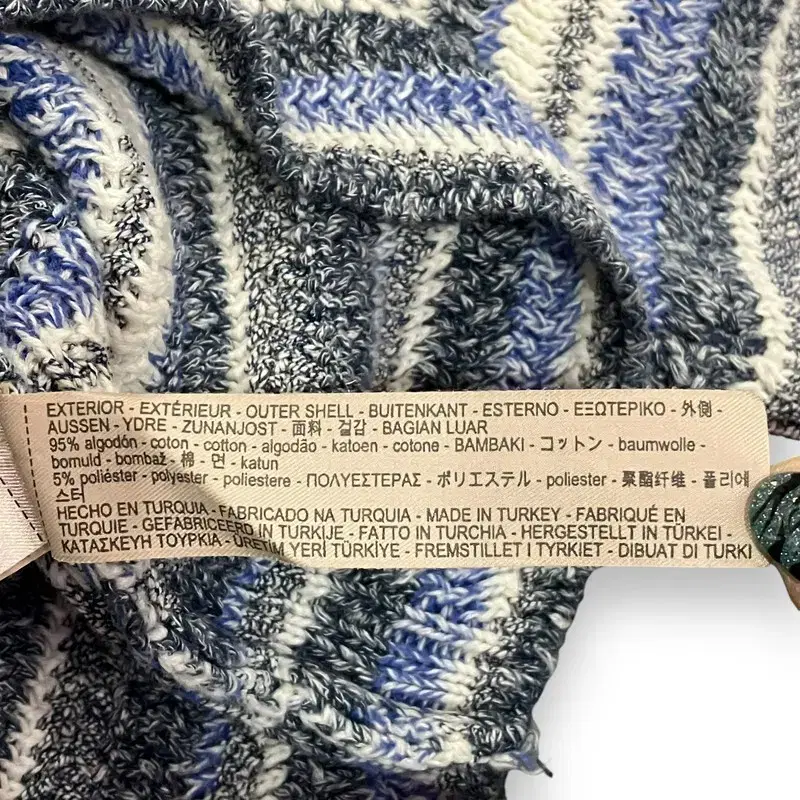 EXTERIOR - EXTÉRIEUR - OUTER SHELL - BUITENKANT - ESTERNO - ΕΞΩΤΕΡΙΚΟ - 外側 -
AUSSEN - YDRE - ZUNANJOST - 面料 - 겉감 - BAGIAN LUAR
95% algodón - coton - cotton - algodão - katoen - cotone - BAMBAKI - コットン - baumwolle -
bomuld - bombaž - 棉 - 면 - katun
5% poliéster - polyester - poliestere - ΠΟΛΥΕΣΤΕΡΑΣ - ポリエステル - poliester - 聚酯纤维 - 폴리에
스터
HECHO EN TURQUIA - FABRICADO NA TURQUIA - MADE IN TURKEY - FABRIQUÉ EN
TURQUIE - GEFABRICEERD IN TURKIJE - FATTO IN TURCHIA - HERGESTELLT IN TÜRKEI -
ΚΑΤΑΣΚΕΥΗ ΤΟΥΡΚΙΑ - ÜRETIM YERİ TÜRKİYE - FREMSTILLET I TYRKIET - DIBUAT DI TURKI